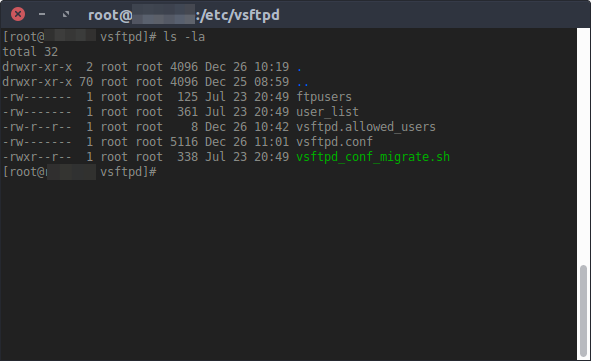 root@ :/etc/vsftpd
[root@ vsftpd]# ls -la
total 32
drwxr-xr-x  2 root root 4096 Dec 26 10:19 .
drwxr-xr-x 70 root root 4096 Dec 25 08:59 ..
-rw-------  1 root root  125 Jul 23 20:49 ftpusers
-rw-------  1 root root  361 Jul 23 20:49 user_list
-rw-r--r--  1 root root    8 Dec 26 10:42 vsftpd.allowed_users
-rw-------  1 root root 5116 Dec 26 11:01 vsftpd.conf
-rwxr--r--  1 root root  338 Jul 23 20:49 vsftpd_conf_migrate.sh
[root@ vsftpd]#